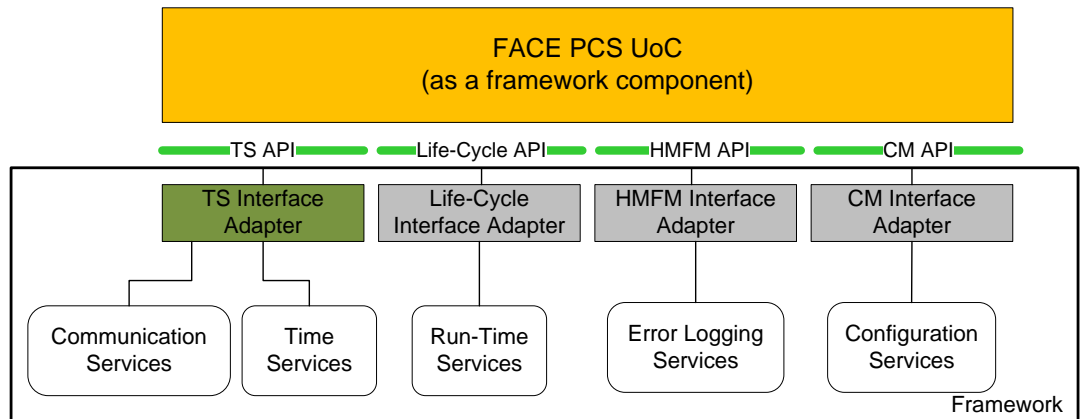 FACE PCS UoC
(as a framework component)
TS API
Life-Cycle API
HMFM API
CM API
TS Interface
Adapter
Life-Cycle
Interface Adapter
HMFM Interface
Adapter
CM Interface
Adapter
Communication
Services
Time
Services
Run-Time
Services
Error Logging
Services
Configuration
Services
Framework